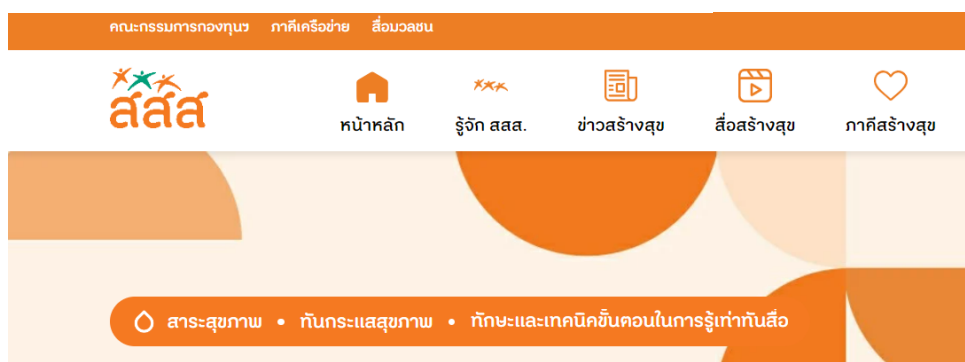 คณะกรรมการกองทุนฯ ภาคีเครือข่าย สื่อมวลชน
สสส
หน้าหลัก รู้จัก สสส. ข่าวสร้างสุข สื่อสร้างสุข ภาคีสร้างสุข
สาระสุขภาพ • ทันกระแสสุขภาพ • ทักษะและเทคนิคขั้นตอนในการรู้เท่าทันสื่อ